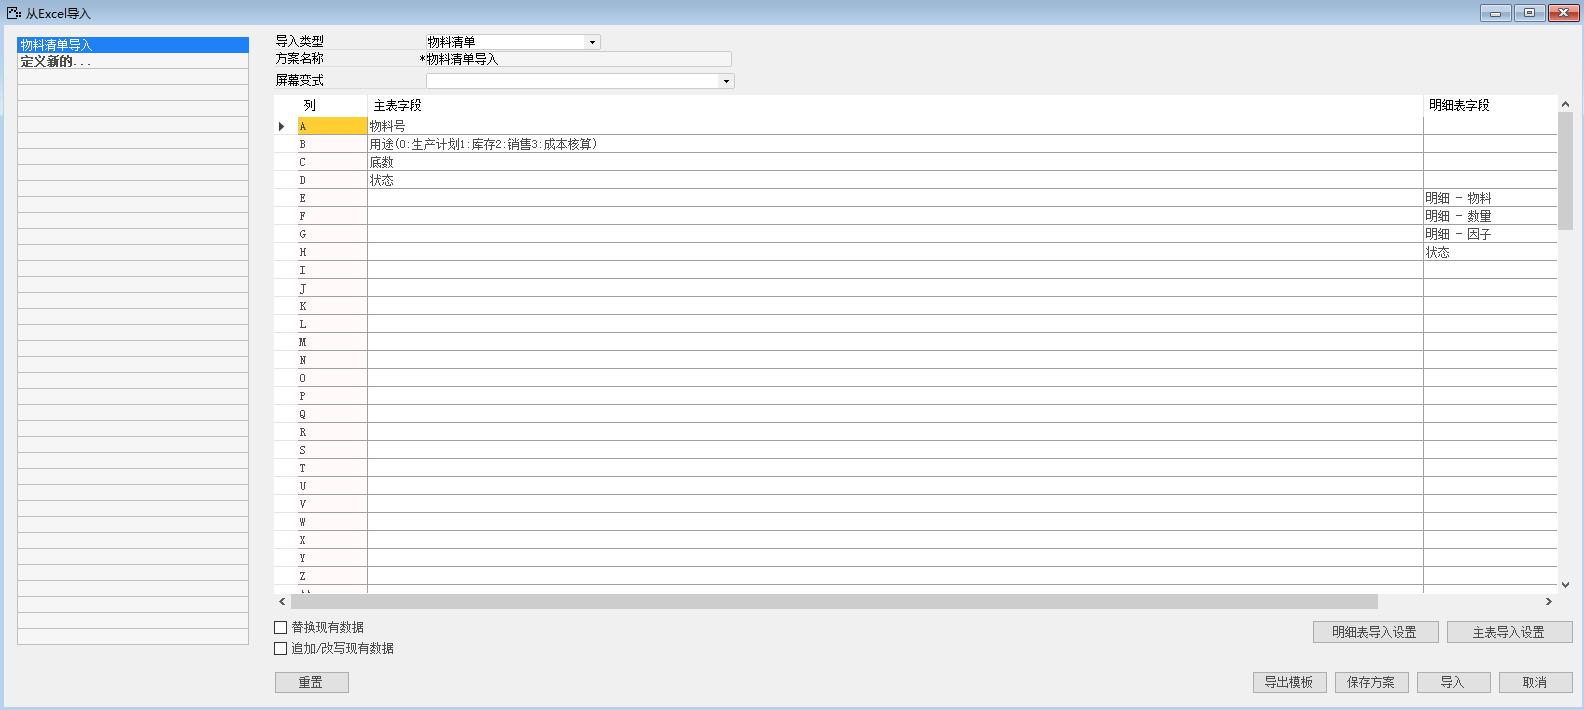 从Excel导入
物料清单导入
定义新的...
导入类型 物料清单
方案名称 *物料清单导入
屏幕变式
列 主表字段 明细表字段
A 物料号
B 用途(0:生产计划1:库存2:销售3:成本核算)
C 底数
D 状态
E 明细 - 物料
F 明细 - 数量
G 明细 - 因子
H 状态
I
J
K
L
M
N
O
P
Q
R
S
T
U
V
W
X
Y
Z
替换现有数据
追加/改写现有数据
明细表导入设置 主表导入设置
重置 导出模板 保存方案 导入 取消